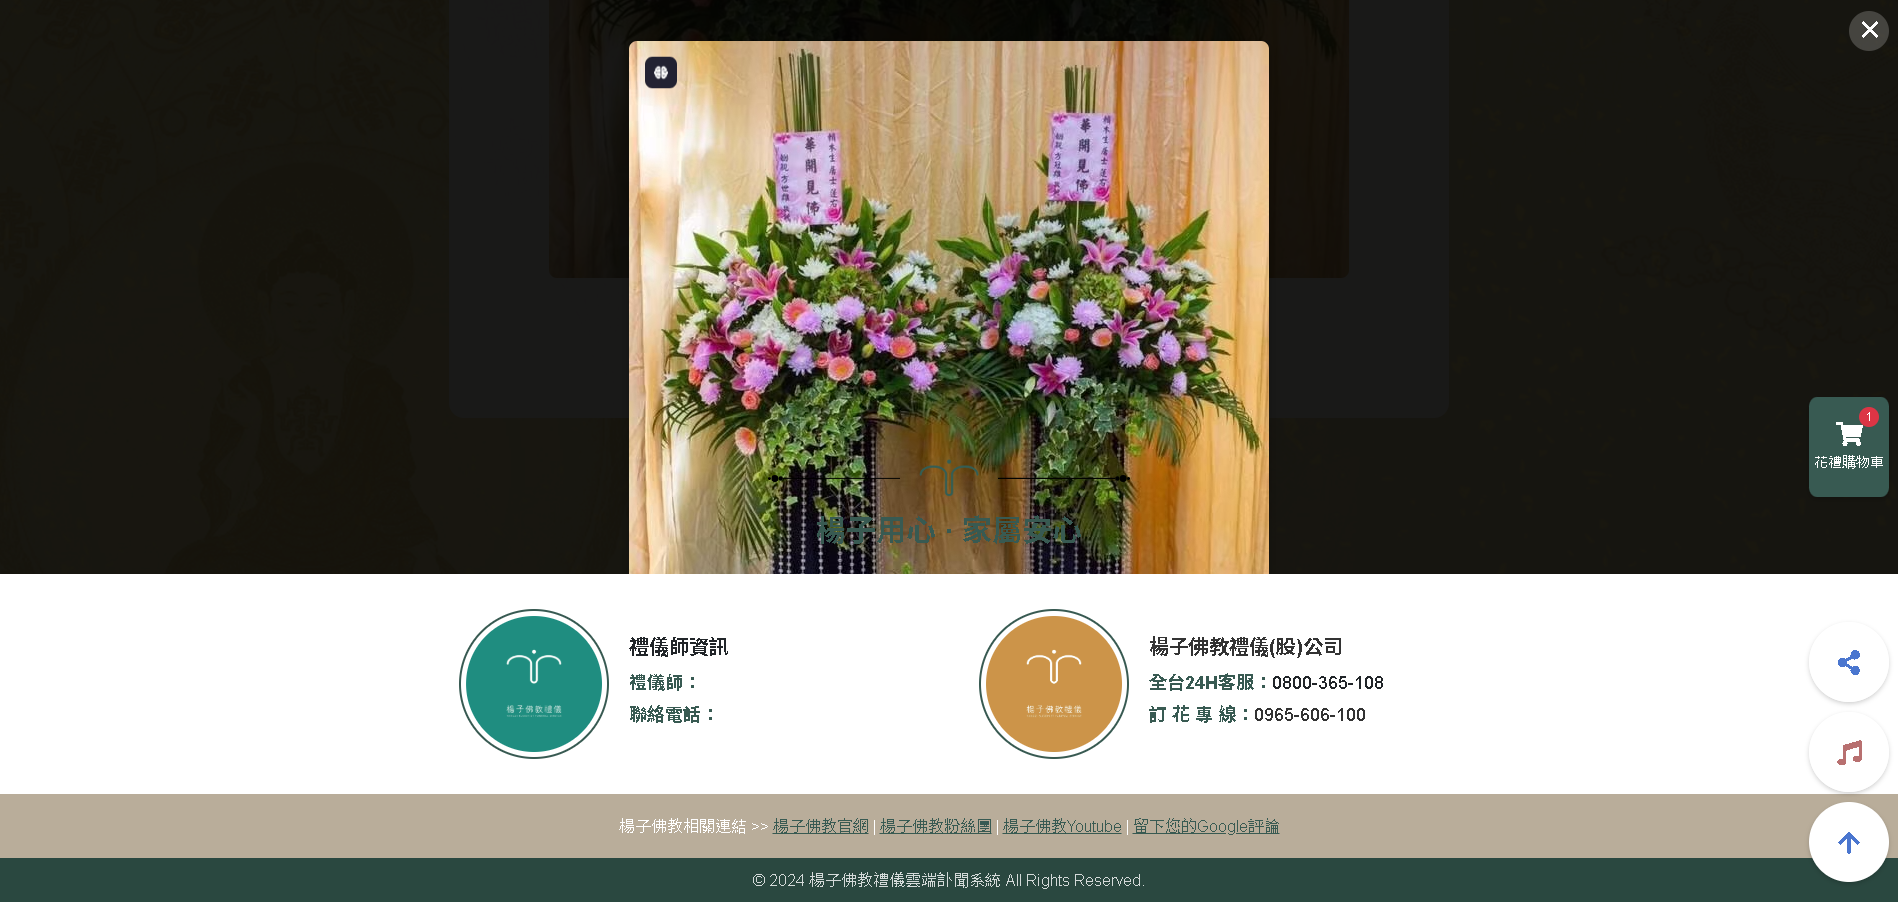 華開見佛
華開見佛
1
花禮購物車
楊子用心．家屬安心
楊子佛教禮儀
禮儀師資訊
禮儀師：
聯絡電話：
楊子佛教禮儀
楊子佛教禮儀(股)公司
全台24H客服：0800-365-108
訂 花 專 線：0965-606-100
楊子佛教相關連結 >> 楊子佛教官網 | 楊子佛教粉絲團 | 楊子佛教Youtube | 留下您的Google評論
© 2024 楊子佛教禮儀雲端訃聞系統 All Rights Reserved.